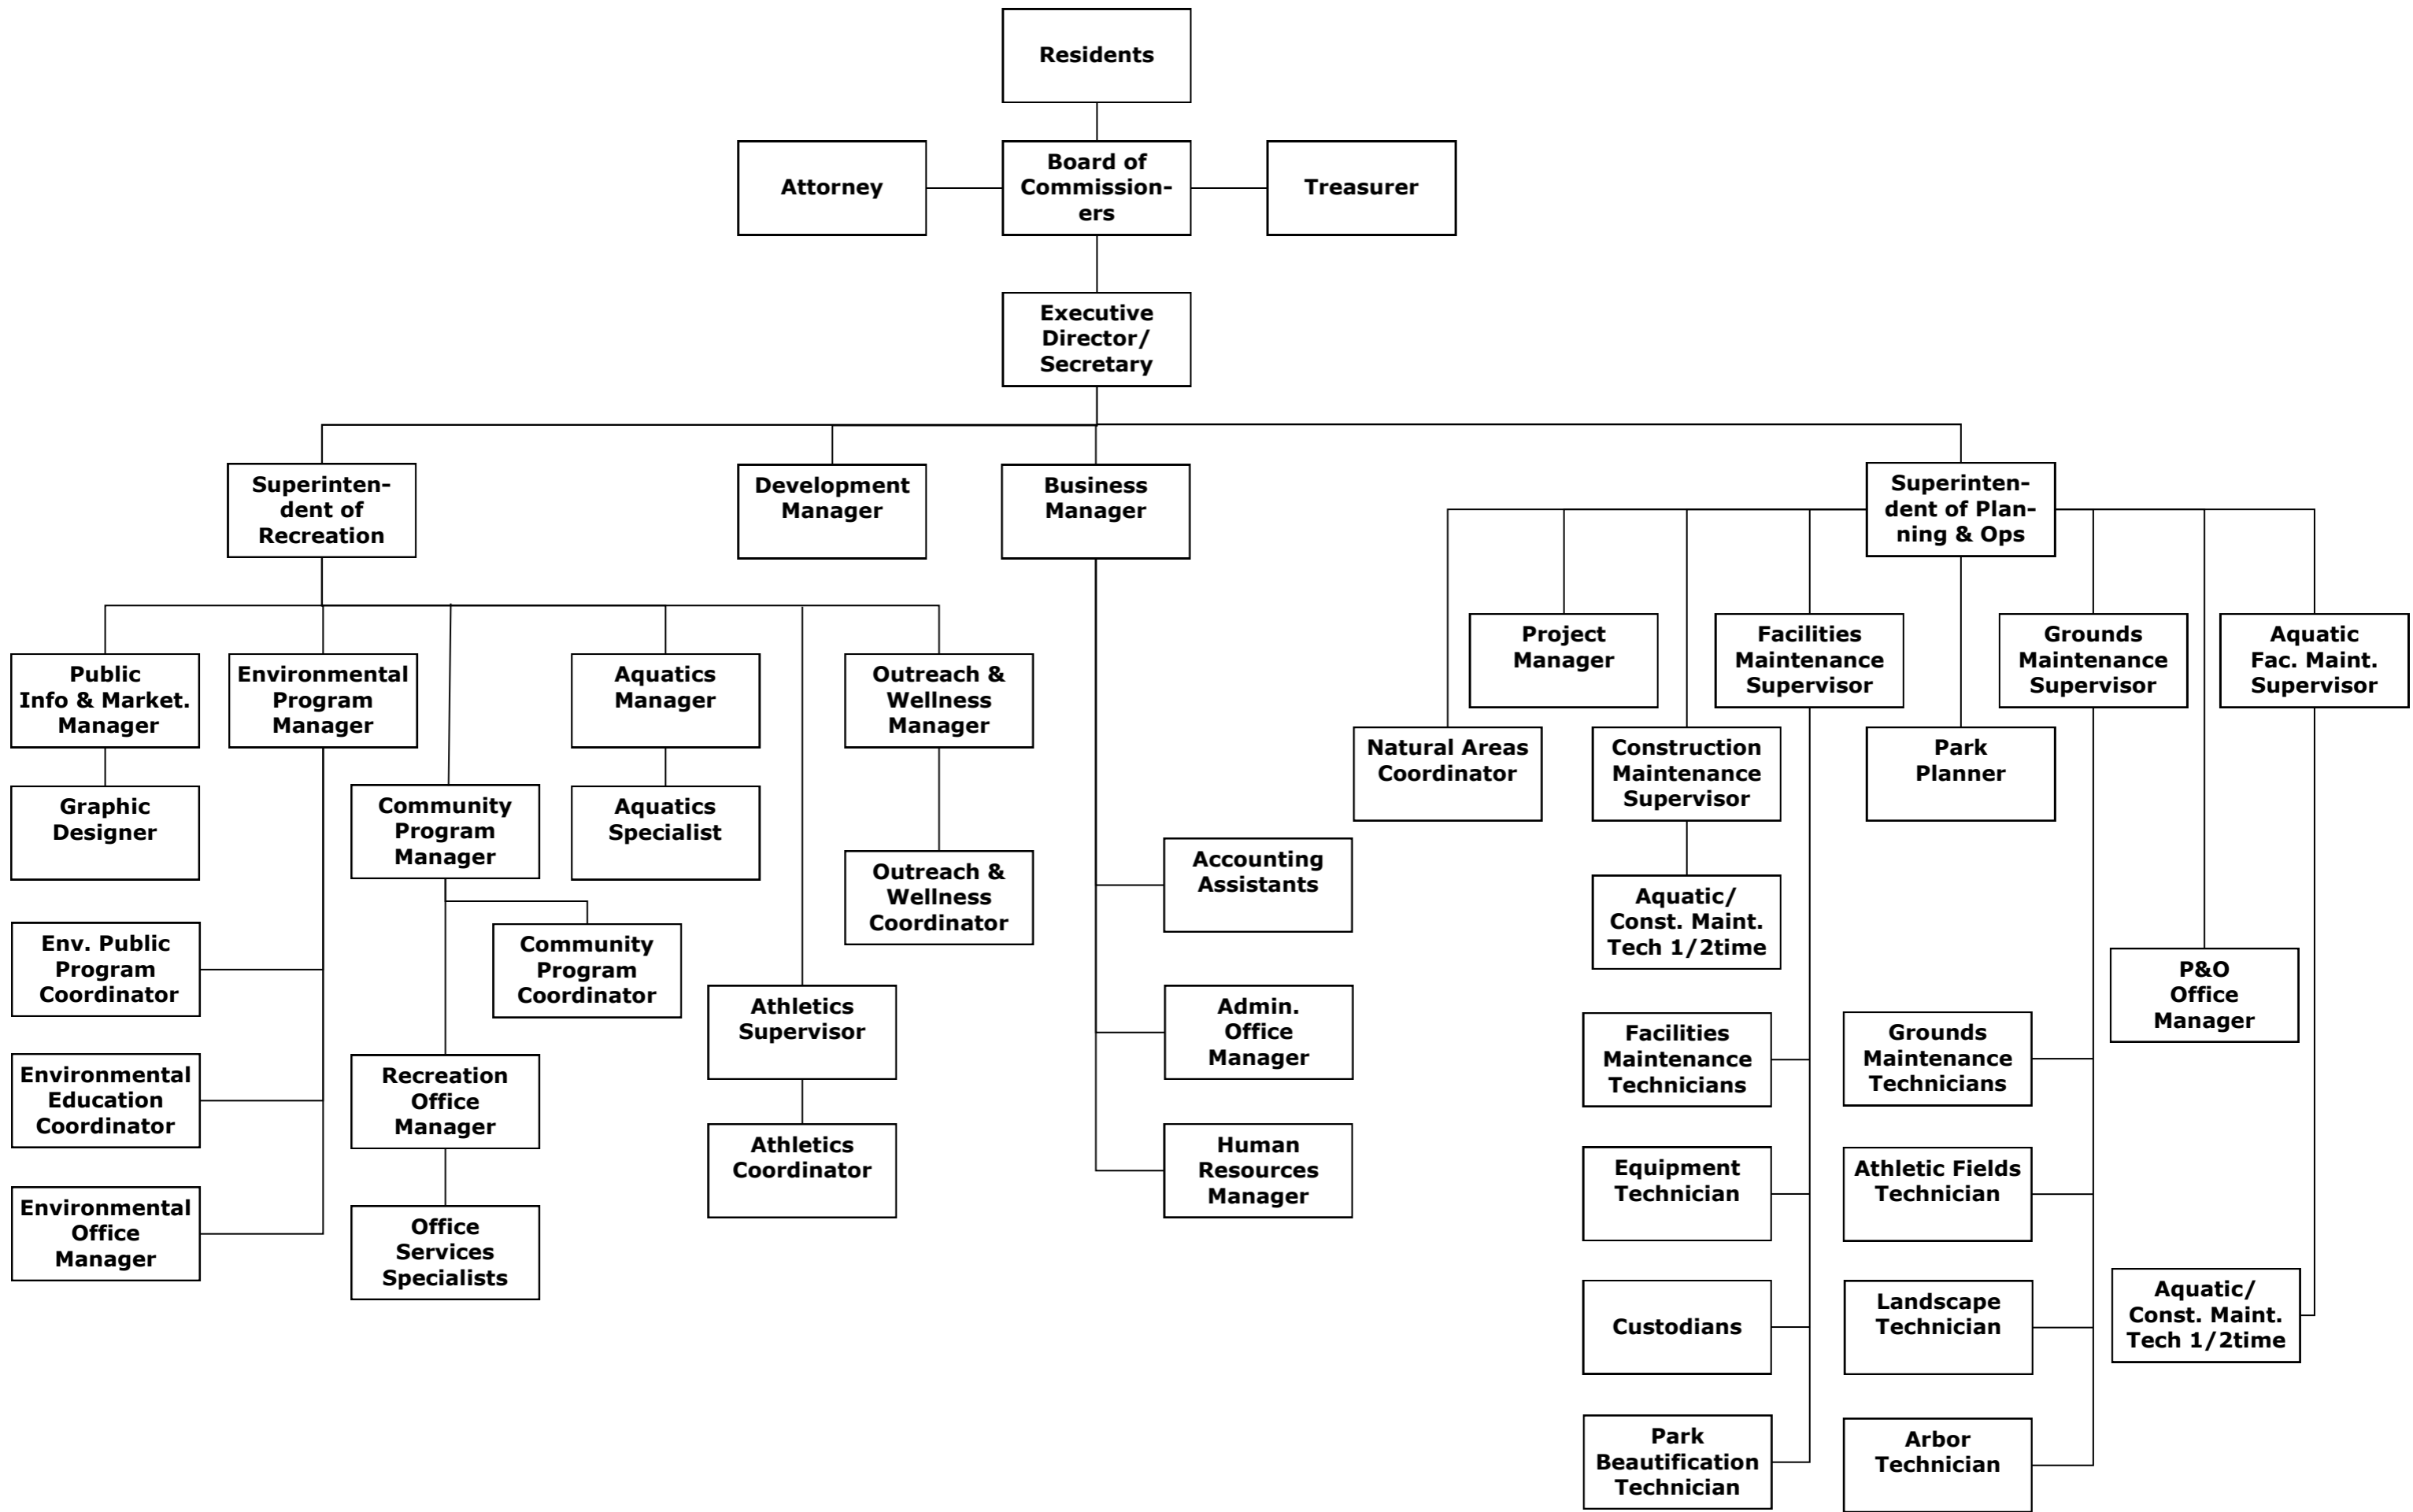 Residents
Attorney
Board of
Commission-
ers
Treasurer
Executive
Director/
Secretary
Superinten-
dent of
Recreation
Development
Manager
Business
Manager
Superinten-
dent of Plan-
ning & Ops
Public
Info & Market.
Manager
Environmental
Program
Manager
Aquatics
Manager
Outreach &
Wellness
Manager
Project
Manager
Facilities
Maintenance
Supervisor
Grounds
Maintenance
Supervisor
Aquatic
Fac. Maint.
Supervisor
Natural Areas
Coordinator
Construction
Maintenance
Supervisor
Park
Planner
Graphic
Designer
Community
Program
Manager
Aquatics
Specialist
Outreach &
Wellness
Coordinator
Accounting
Assistants
Aquatic/
Const. Maint.
Tech 1/2time
Env. Public
Program
Coordinator
Community
Program
Coordinator
P&O
Office
Manager
Athletics
Supervisor
Admin.
Office
Manager
Facilities
Maintenance
Technicians
Grounds
Maintenance
Technicians
Environmental
Education
Coordinator
Recreation
Office
Manager
Athletics
Coordinator
Human
Resources
Manager
Equipment
Technician
Athletic Fields
Technician
Environmental
Office
Manager
Office
Services
Specialists
Custodians
Landscape
Technician
Aquatic/
Const. Maint.
Tech 1/2time
Park
Beautification
Technician
Arbor
Technician